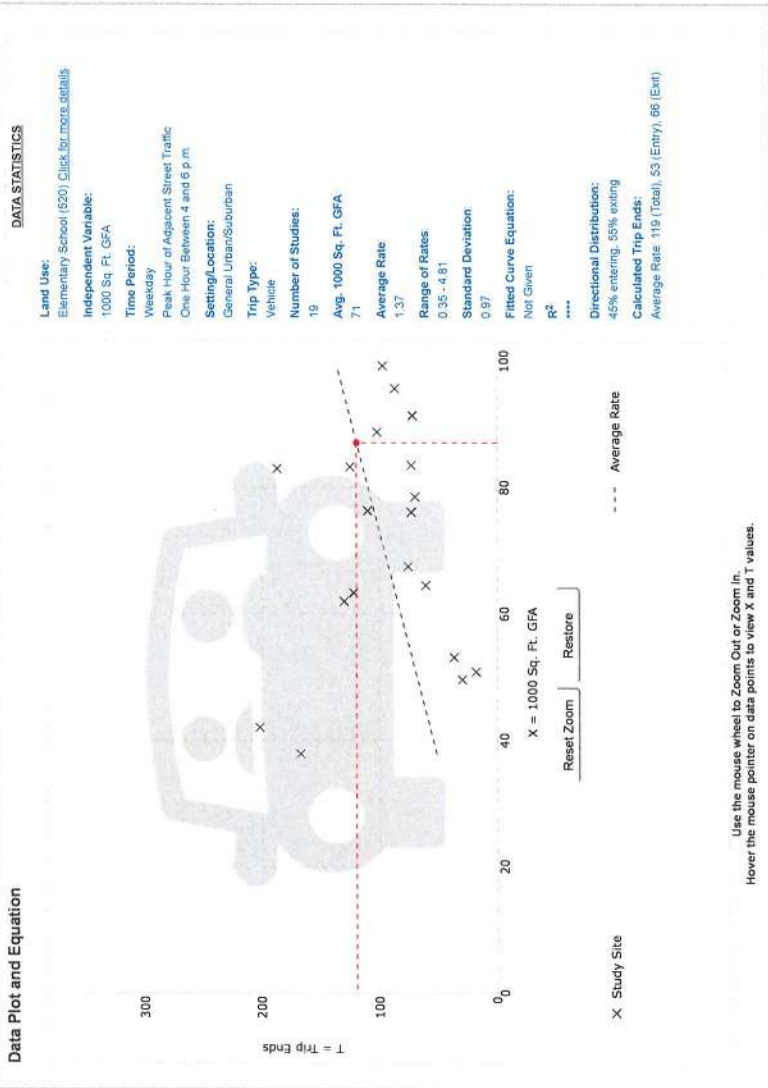 Data Plot and Equation
DATA STATISTICS
T = Trip Ends
300
200
100
0
0
20
40
60
80
100
X = 1000 Sq. Ft. GFA
Reset Zoom
Restore
× Study Site
--- Average Rate
Use the mouse wheel to Zoom Out or Zoom In.
Hover the mouse pointer on data points to view X and T values.
Land Use:
Elementary School (520) Click for more details
Independent Variable:
1000 Sq. Ft. GFA
Time Period:
Weekday
Peak Hour of Adjacent Street Traffic
One Hour Between 4 and 6 p.m.
Setting/Location:
General Urban/Suburban
Trip Type:
Vehicle
Number of Studies:
19
Avg. 1000 Sq. Ft. GFA
71
Average Rate
1.37
Range of Rates
0.35 - 4.81
Standard Deviation
0.97
Fitted Curve Equation:
Not Given
R²
****
Directional Distribution:
45% entering, 55% exiting
Calculated Trip Ends:
Average Rate: 119 (Total), 53 (Entry), 66 (Exit)